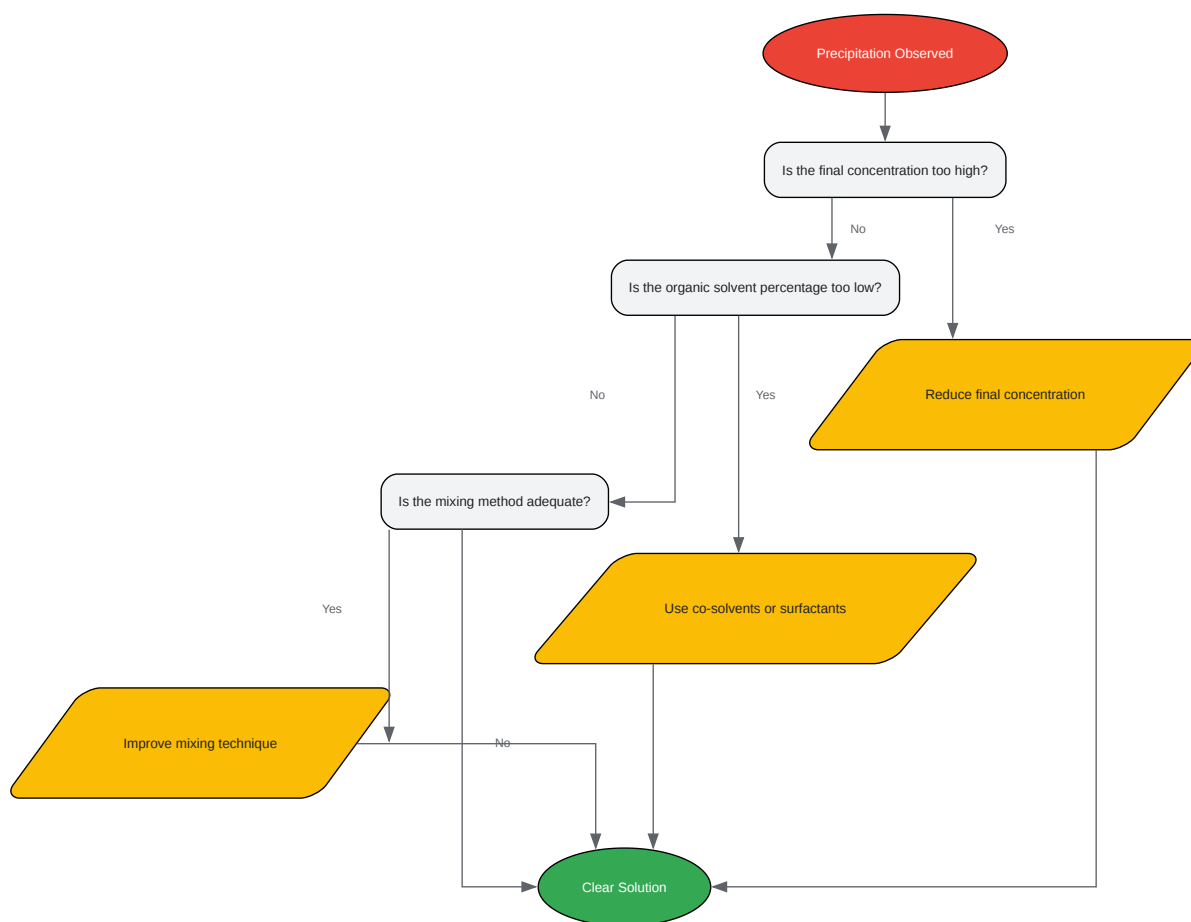 Precipitation Observed
Is the final concentration too high?
No
Yes
Is the organic solvent percentage too low?
Reduce final concentration
No
Yes
Is the mixing method adequate?
Use co-solvents or surfactants
Yes
Improve mixing technique
No
Clear Solution